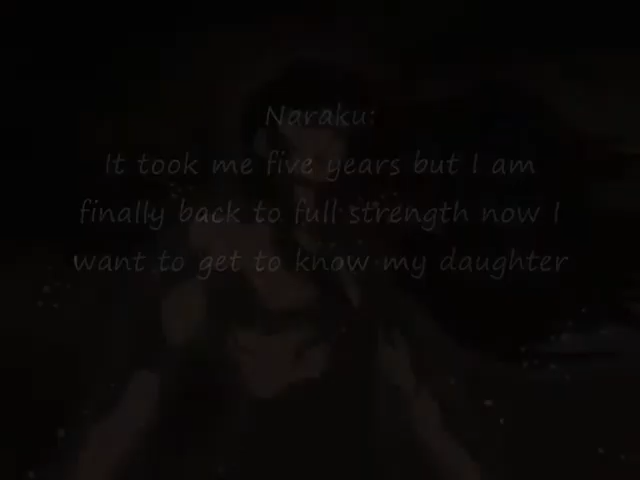 Naraku:
It took me five years but I am
finally back to full strength now I
want to get to know my daughter